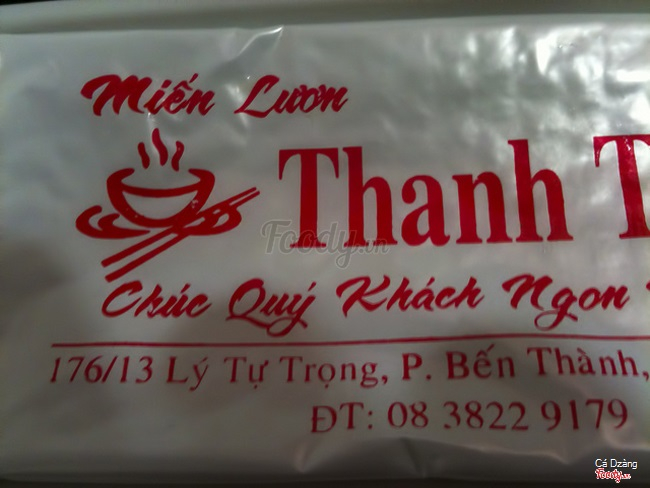 Miến Lươn
Thanh T
Foody.vn
Chúc Quý Khách Ngon
176/13 Lý Tự Trọng, P. Bến Thành,
ĐT: 08 3822 9179
Cá Dzàng
Foody.vn